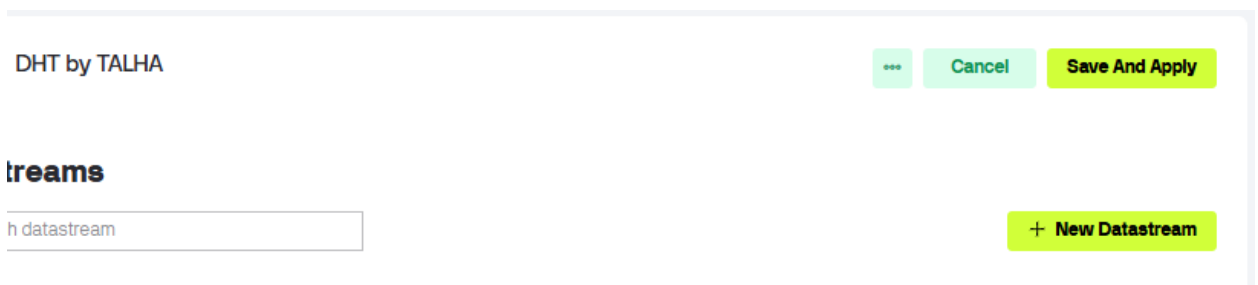 DHT by TALHA
••• Cancel Save And Apply
treams
h datastream
+ New Datastream